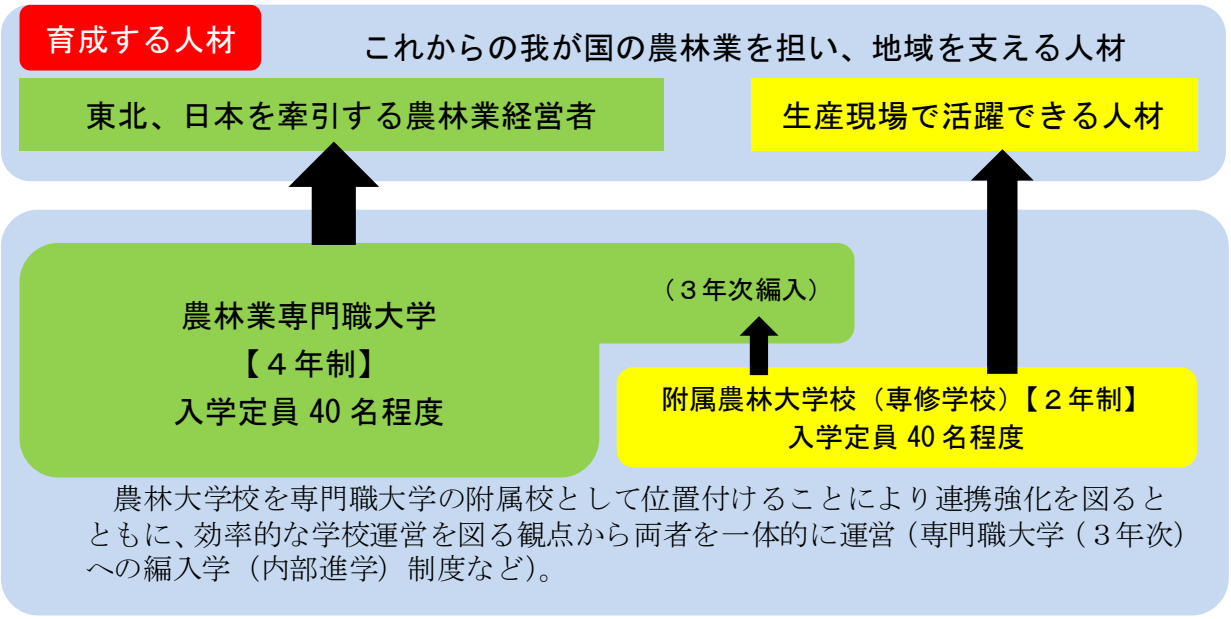 育成する人材
これからの我が国の農林業を担い、地域を支える人材
東北、日本を牽引する農林業経営者
生産現場で活躍できる人材
（３年次編入）
農林業専門職大学
【４年制】
入学定員 40 名程度
附属農林大学校（専修学校）【２年制】
入学定員 40 名程度
農林大学校を専門職大学の附属校として位置付けることにより連携強化を図ると
ともに、効率的な学校運営を図る観点から両者を一体的に運営（専門職大学（３年次）
への編入学（内部進学）制度など）。